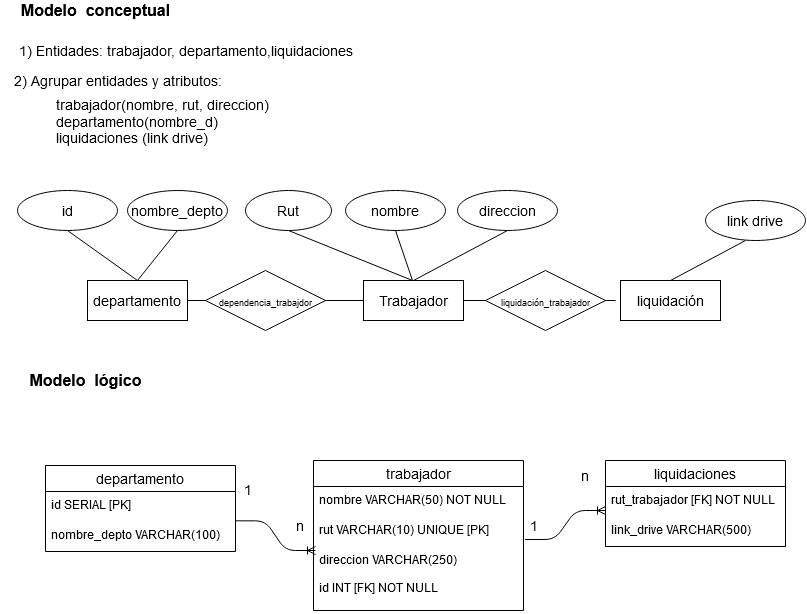 Modelo conceptual
1) Entidades: trabajador, departamento,liquidaciones
2) Agrupar entidades y atributos:
trabajador(nombre, rut, direccion)
departamento(nombre_d)
liquidaciones (link drive)
id
nombre_depto
Rut
nombre
direccion
link drive
departamento
dependencia_trabajdor
Trabajador
liquidación_trabajador
liquidación
Modelo lógico
departamento
id SERIAL [PK]
nombre_depto VARCHAR(100)
1
n
trabajador
nombre VARCHAR(50) NOT NULL
rut VARCHAR(10) UNIQUE [PK]
direccion VARCHAR(250)
id INT [FK] NOT NULL
1
n
liquidaciones
rut_trabajador [FK] NOT NULL
link_drive VARCHAR(500)